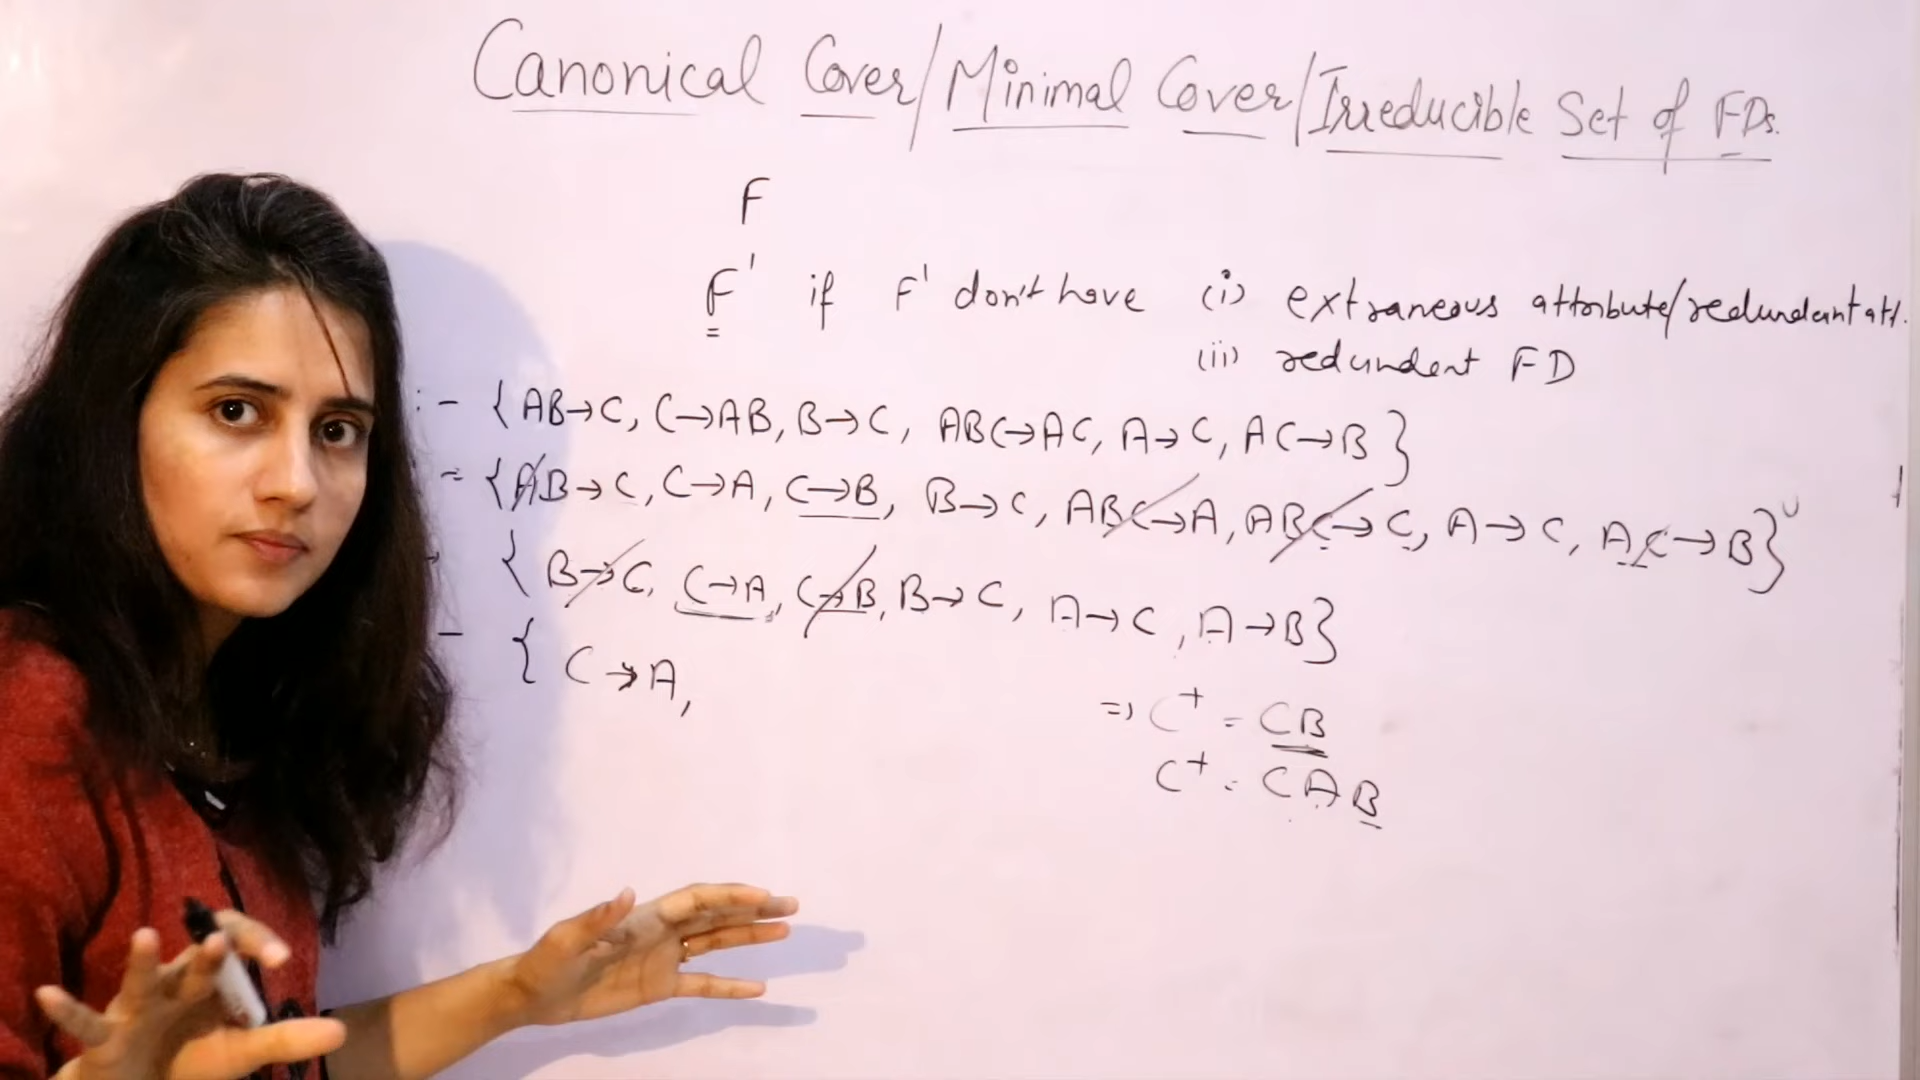 Canonical Cover/Minimal Cover/Irreducible Set of FDs.
F
F' if F' don't have (i) extraneous attribute/redundant att.
(ii) redundent FD
:- {AB→C, C→AB, B→C, ABC→AC, A→C, AC→B}
= {AB→C, C→A, C→B, B→C, ABC→A, ABC→C, A→C, AC→B}
{B→C, C→A, C→B, B→C, A→C, A→B}
- {C→A,
=> C+ = CB
C+ = CAB